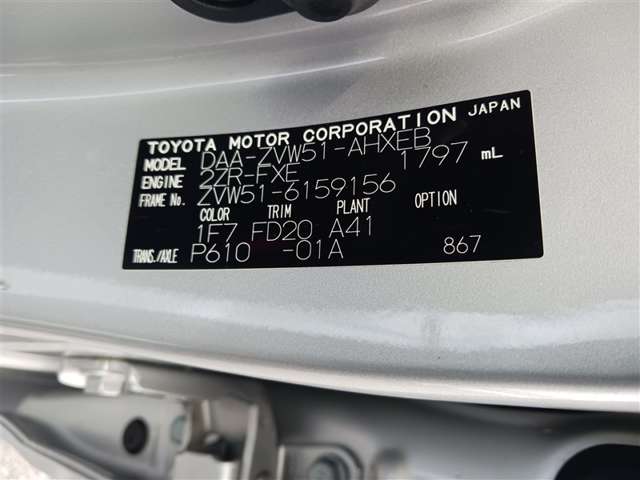 TOYOTA MOTOR CORPORATION JAPAN
MODEL DAA-ZVW51-AHXEB
ENGINE 2ZR-FXE 1797 mL
FRAME No. ZVW51-6159156
COLOR TRIM PLANT OPTION
1F7 FD20 A41
TRANS./AXLE P610 -01A 867